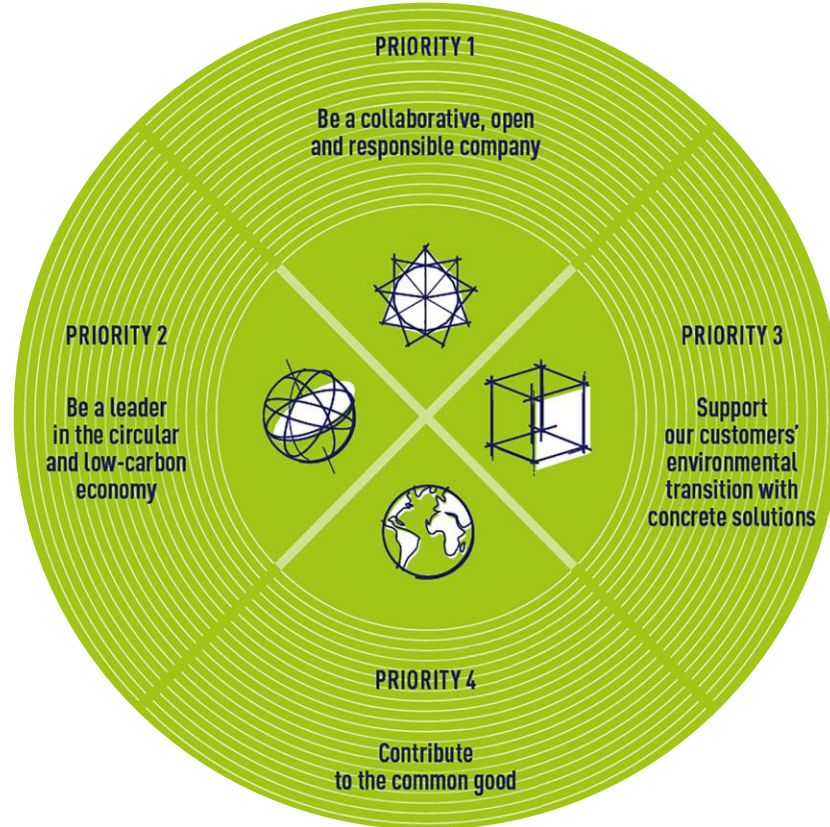 PRIORITY 1
Be a collaborative, open
and responsible company
PRIORITY 2
Be a leader
in the circular
and low-carbon
economy
PRIORITY 3
Support
our customers'
environmental
transition with
concrete solutions
PRIORITY 4
Contribute
to the common good